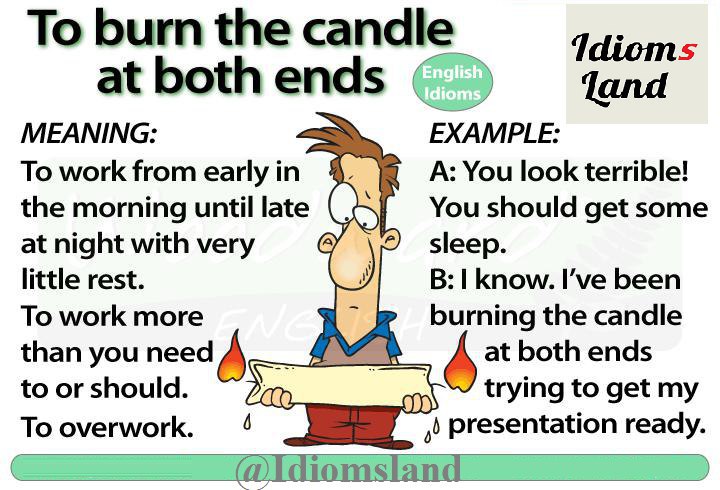 To burn the candle
at both ends
English
Idioms
Idioms
Land
MEANING:
To work from early in
the morning until late
at night with very
little rest.
To work more
than you need
to or should.
To overwork.
EXAMPLE:
A: You look terrible!
You should get some
sleep.
B: I know. I've been
burning the candle
at both ends
trying to get my
presentation ready.
@Idiomsland